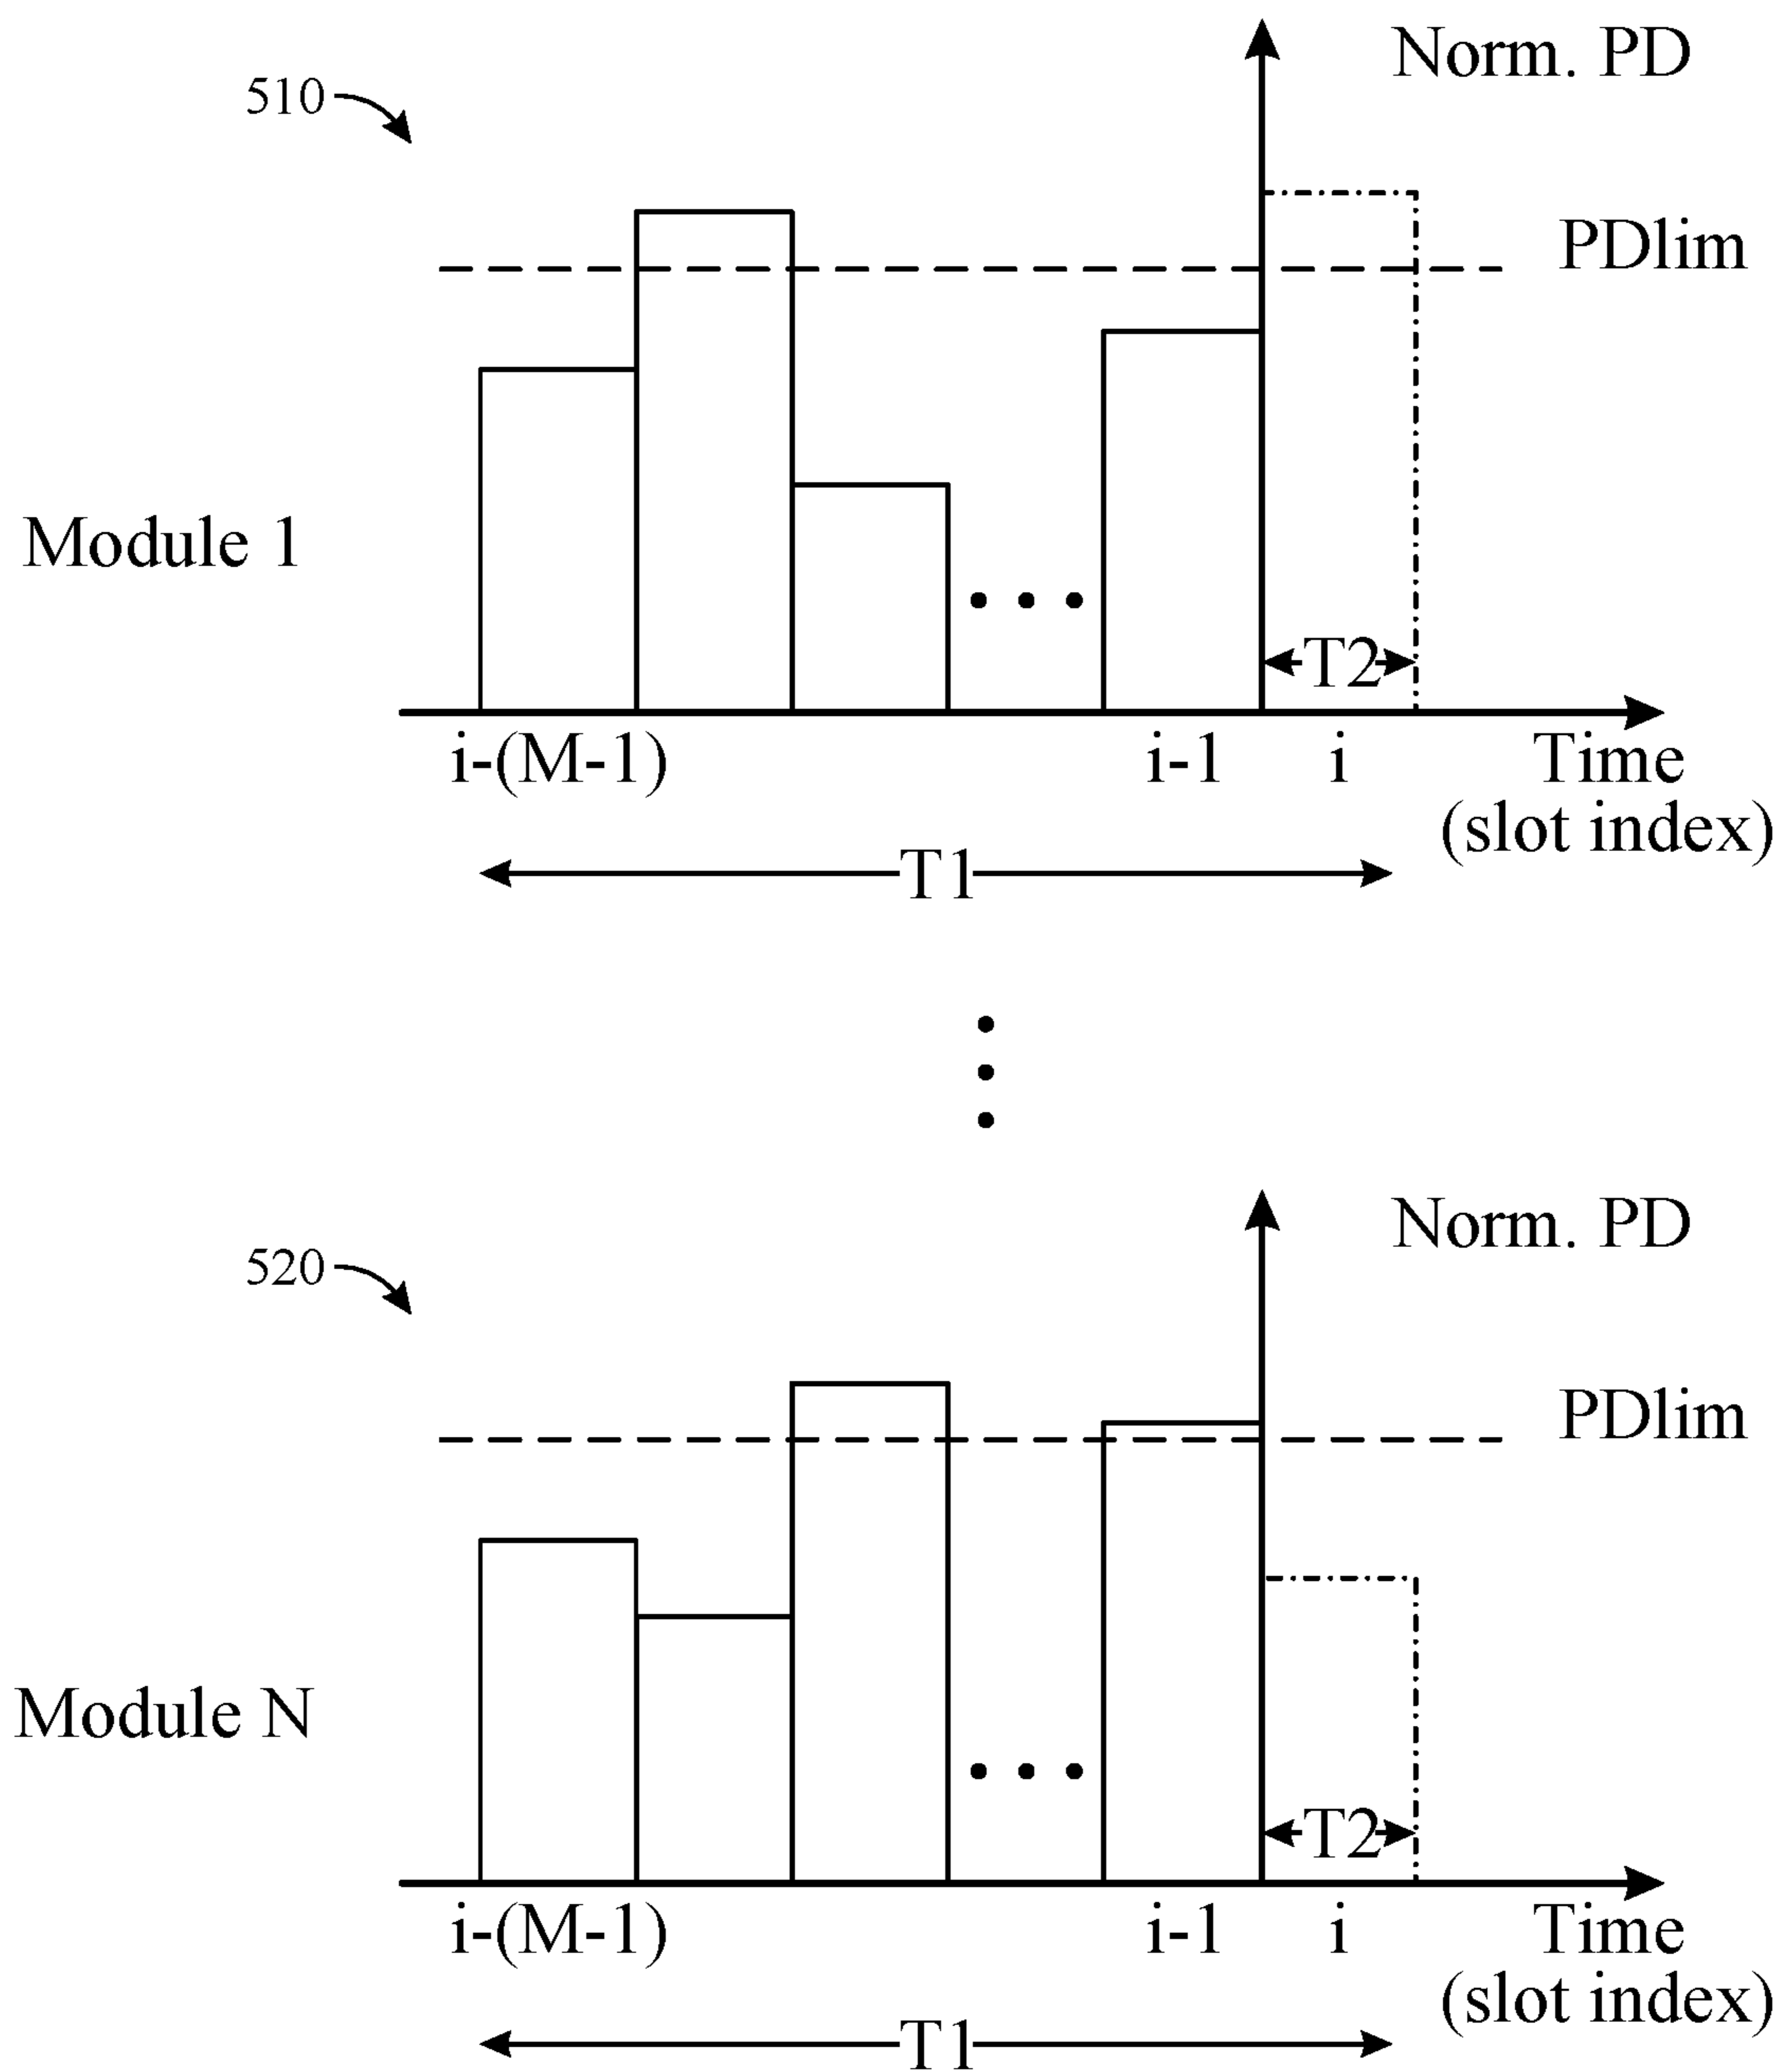 Norm. PD
510
PDlim
Module 1
T2
i-(M-1) i-1 i Time
(slot index)
T1
Norm. PD
520
PDlim
Module N
T2
i-(M-1) i-1 i Time
(slot index)
T1